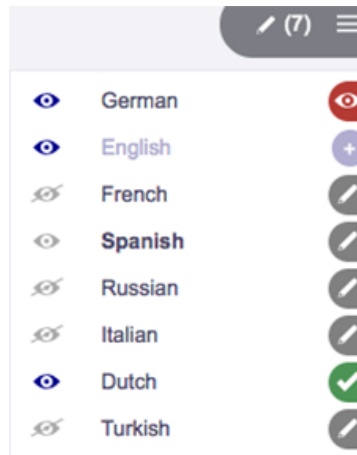 (7)
German
English
French
Spanish
Russian
Italian
Dutch
Turkish